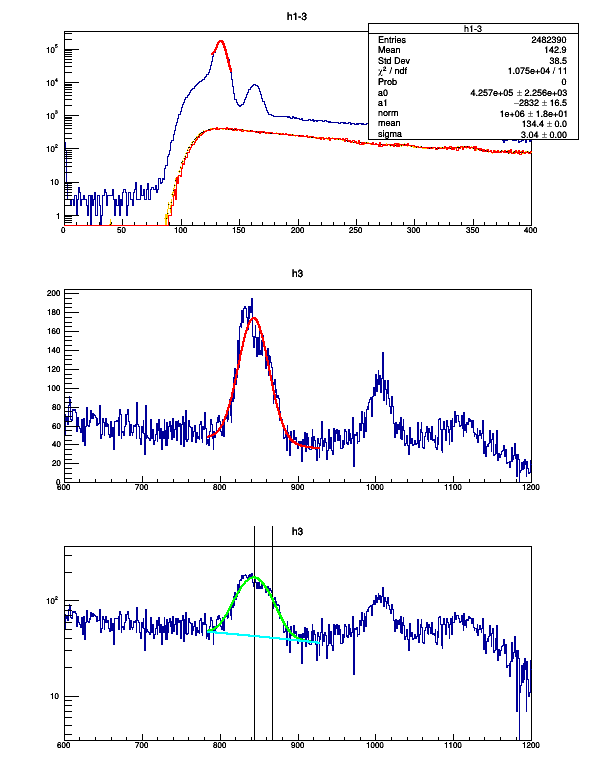 h1-3
h1-3
Entries 2482390
Mean 142.9
Std Dev 38.5
χ² / ndf 1.075e+04 / 11
Prob 0
a0 4.257e+05 ± 2.256e+03
a1 −2832 ± 16.5
norm 1e+06 ± 1.8e+01
mean 134.4 ± 0.0
sigma 3.04 ± 0.00
10⁵
10⁴
10³
10²
10
1
0 50 100 150 200 250 300 350 400
h3
200
180
160
140
120
100
80
60
40
20
0
600 700 800 900 1000 1100 1200
h3
10²
10
600 700 800 900 1000 1100 1200